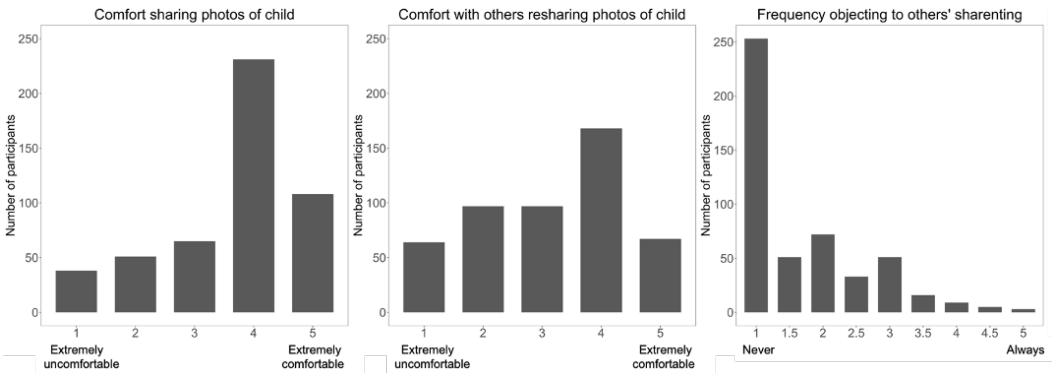 Comfort sharing photos of child
Number of participants
250
200
150
100
50
0
1 2 3 4 5
Extremely uncomfortable
Extremely comfortable
Comfort with others resharing photos of child
Number of participants
250
200
150
100
50
0
1 2 3 4 5
Extremely uncomfortable
Extremely comfortable
Frequency objecting to others' sharenting
Number of participants
250
200
150
100
50
0
1 1.5 2 2.5 3 3.5 4 4.5 5
Never
Always